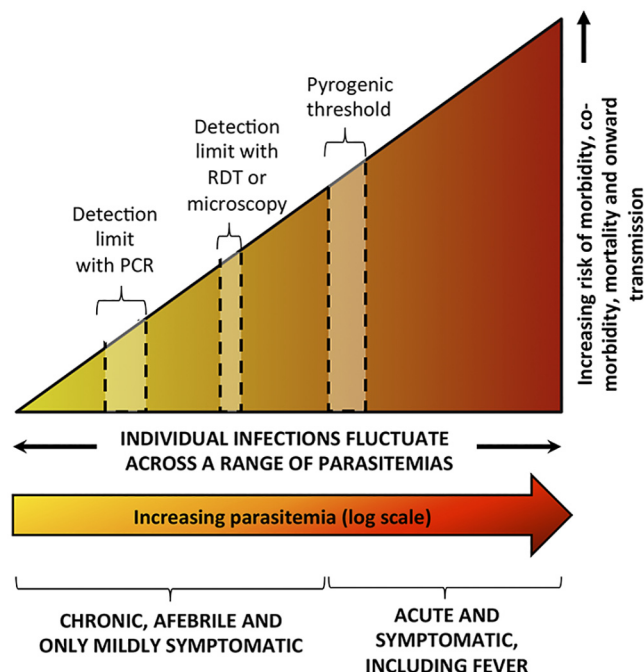 Pyrogenic
threshold
Detection
limit with
RDT or
microscopy
Detection
limit
with PCR
Increasing risk of morbidity, co-
morbidity, mortality and onward
transmission
INDIVIDUAL INFECTIONS FLUCTUATE
ACROSS A RANGE OF PARASITEMIAS
Increasing parasitemia (log scale)
CHRONIC, AFEBRILE AND
ONLY MILDLY SYMPTOMATIC
ACUTE AND
SYMPTOMATIC,
INCLUDING FEVER